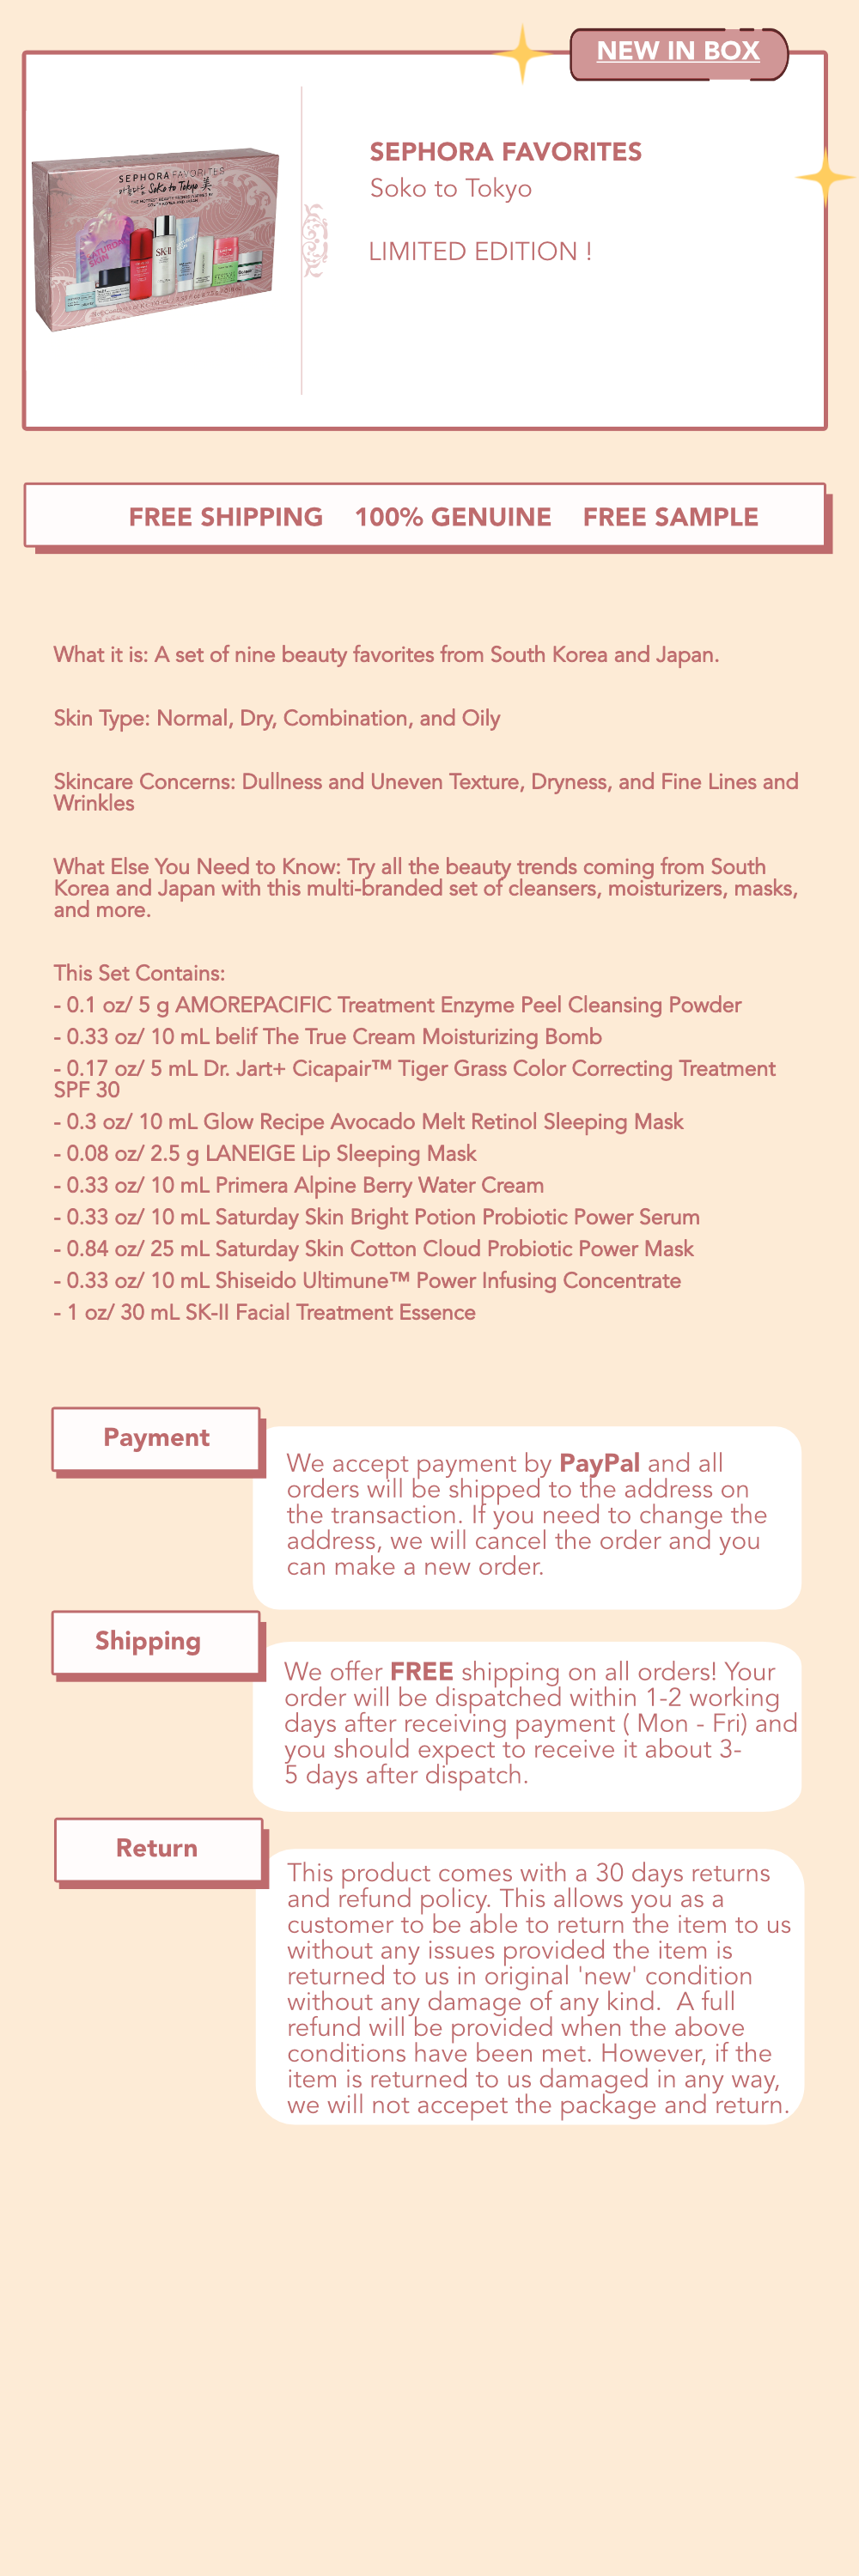 NEW IN BOX
SEPHORA FAVORITES
Soko to Tokyo 美
SK-II
SEPHORA FAVORITES
Soko to Tokyo
LIMITED EDITION !
FREE SHIPPING 100% GENUINE FREE SAMPLE
What it is: A set of nine beauty favorites from South Korea and Japan.
Skin Type: Normal, Dry, Combination, and Oily
Skincare Concerns: Dullness and Uneven Texture, Dryness, and Fine Lines and
Wrinkles
What Else You Need to Know: Try all the beauty trends coming from South
Korea and Japan with this multi-branded set of cleansers, moisturizers, masks,
and more.
This Set Contains:
- 0.1 oz/ 5 g AMOREPACIFIC Treatment Enzyme Peel Cleansing Powder
- 0.33 oz/ 10 mL belif The True Cream Moisturizing Bomb
- 0.17 oz/ 5 mL Dr. Jart+ Cicapair™ Tiger Grass Color Correcting Treatment
SPF 30
- 0.3 oz/ 10 mL Glow Recipe Avocado Melt Retinol Sleeping Mask
- 0.08 oz/ 2.5 g LANEIGE Lip Sleeping Mask
- 0.33 oz/ 10 mL Primera Alpine Berry Water Cream
- 0.33 oz/ 10 mL Saturday Skin Bright Potion Probiotic Power Serum
- 0.84 oz/ 25 mL Saturday Skin Cotton Cloud Probiotic Power Mask
- 0.33 oz/ 10 mL Shiseido Ultimune™ Power Infusing Concentrate
- 1 oz/ 30 mL SK-II Facial Treatment Essence
Payment
We accept payment by PayPal and all
orders will be shipped to the address on
the transaction. If you need to change the
address, we will cancel the order and you
can make a new order.
Shipping
We offer FREE shipping on all orders! Your
order will be dispatched within 1-2 working
days after receiving payment ( Mon - Fri) and
you should expect to receive it about 3-
5 days after dispatch.
Return
This product comes with a 30 days returns
and refund policy. This allows you as a
customer to be able to return the item to us
without any issues provided the item is
returned to us in original 'new' condition
without any damage of any kind.  A full
refund will be provided when the above
conditions have been met. However, if the
item is returned to us damaged in any way,
we will not accepet the package and return.